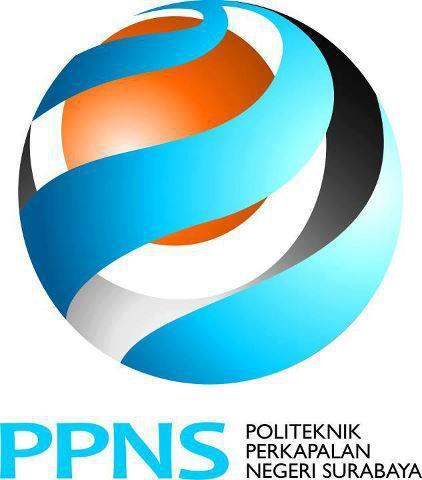 PPNS
POLITEKNIK
PERKAPALAN
NEGERI SURABAYA